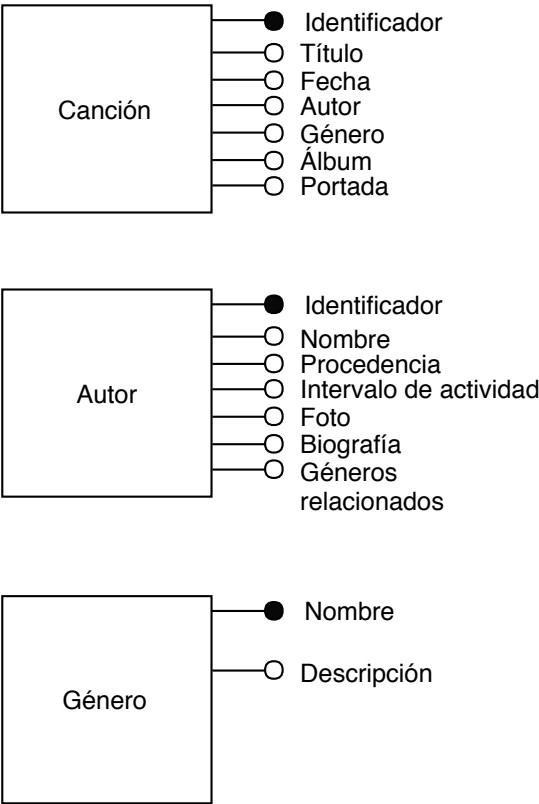 Canción
Identificador
Título
Fecha
Autor
Género
Álbum
Portada
Autor
Identificador
Nombre
Procedencia
Intervalo de actividad
Foto
Biografía
Géneros
relacionados
Género
Nombre
Descripción